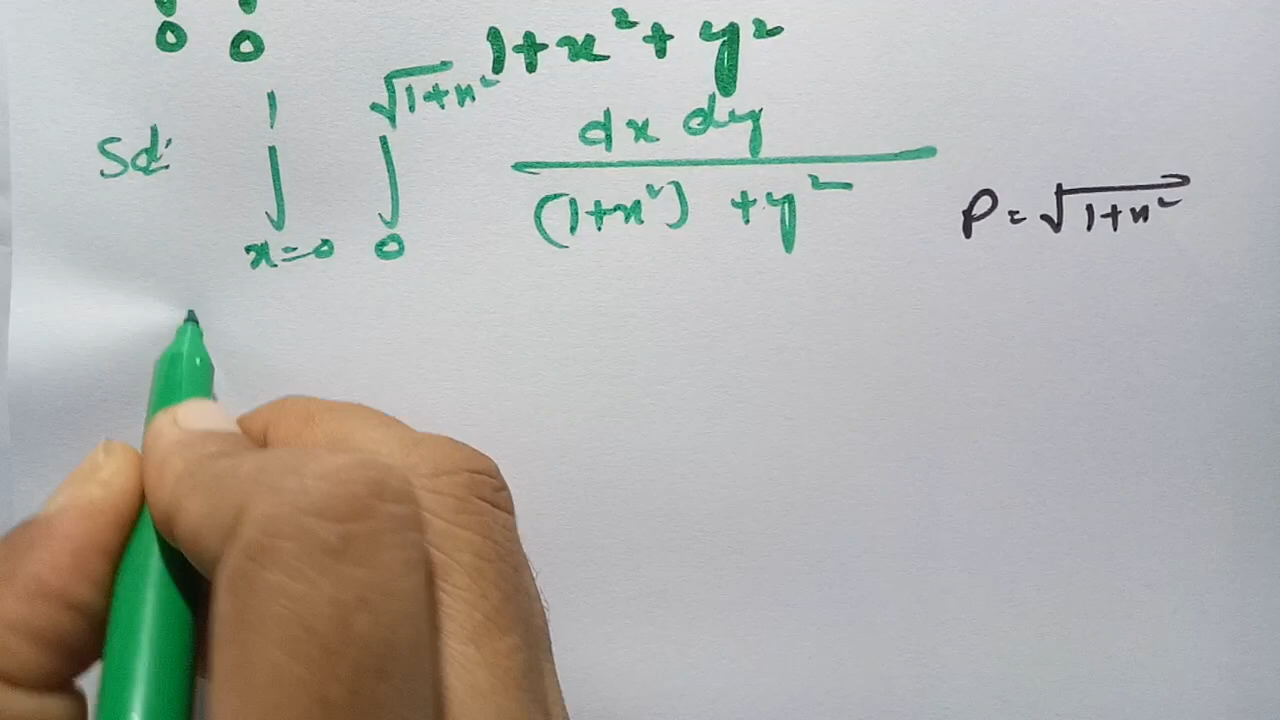 0 0 1+x²+y²
Sol: ∫_{x=0}^{1} ∫_{0}^{√1+x²} dx dy / (1+x²) + y²
P = √1+x²